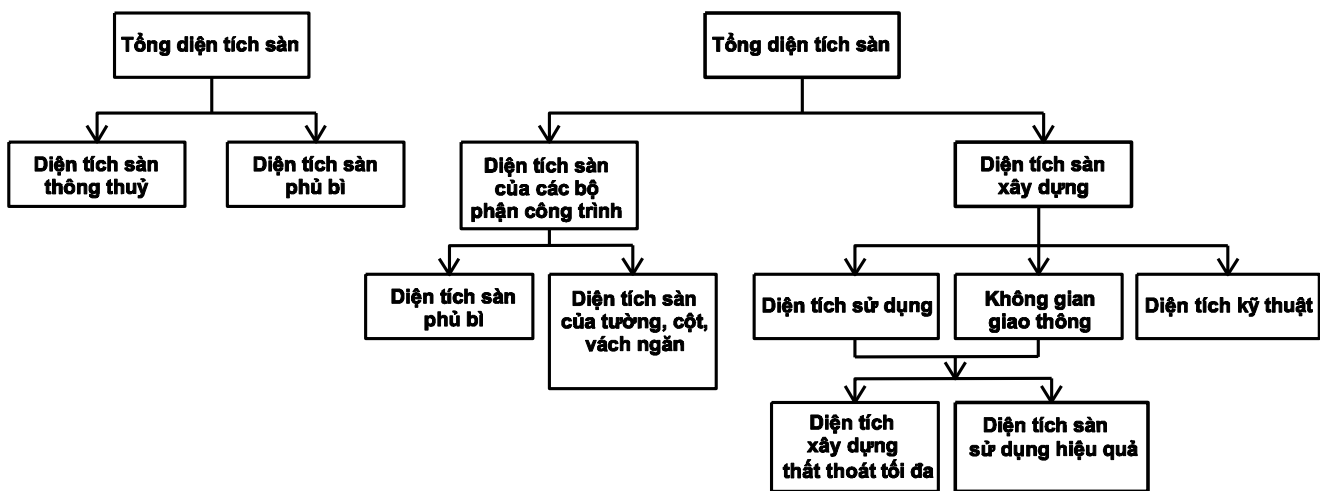 Tổng diện tích sàn
Tổng diện tích sàn
Diện tích sàn
thông thuỷ
Diện tích sàn
phủ bì
Diện tích sàn
của các bộ
phận công trình
Diện tích sàn
xây dựng
Diện tích sàn
phủ bì
Diện tích sàn
của tường, cột,
vách ngăn
Diện tích sử dụng
Không gian
giao thông
Diện tích kỹ thuật
Diện tích
xây dựng
thất thoát tối đa
Diện tích sàn
sử dụng hiệu quả